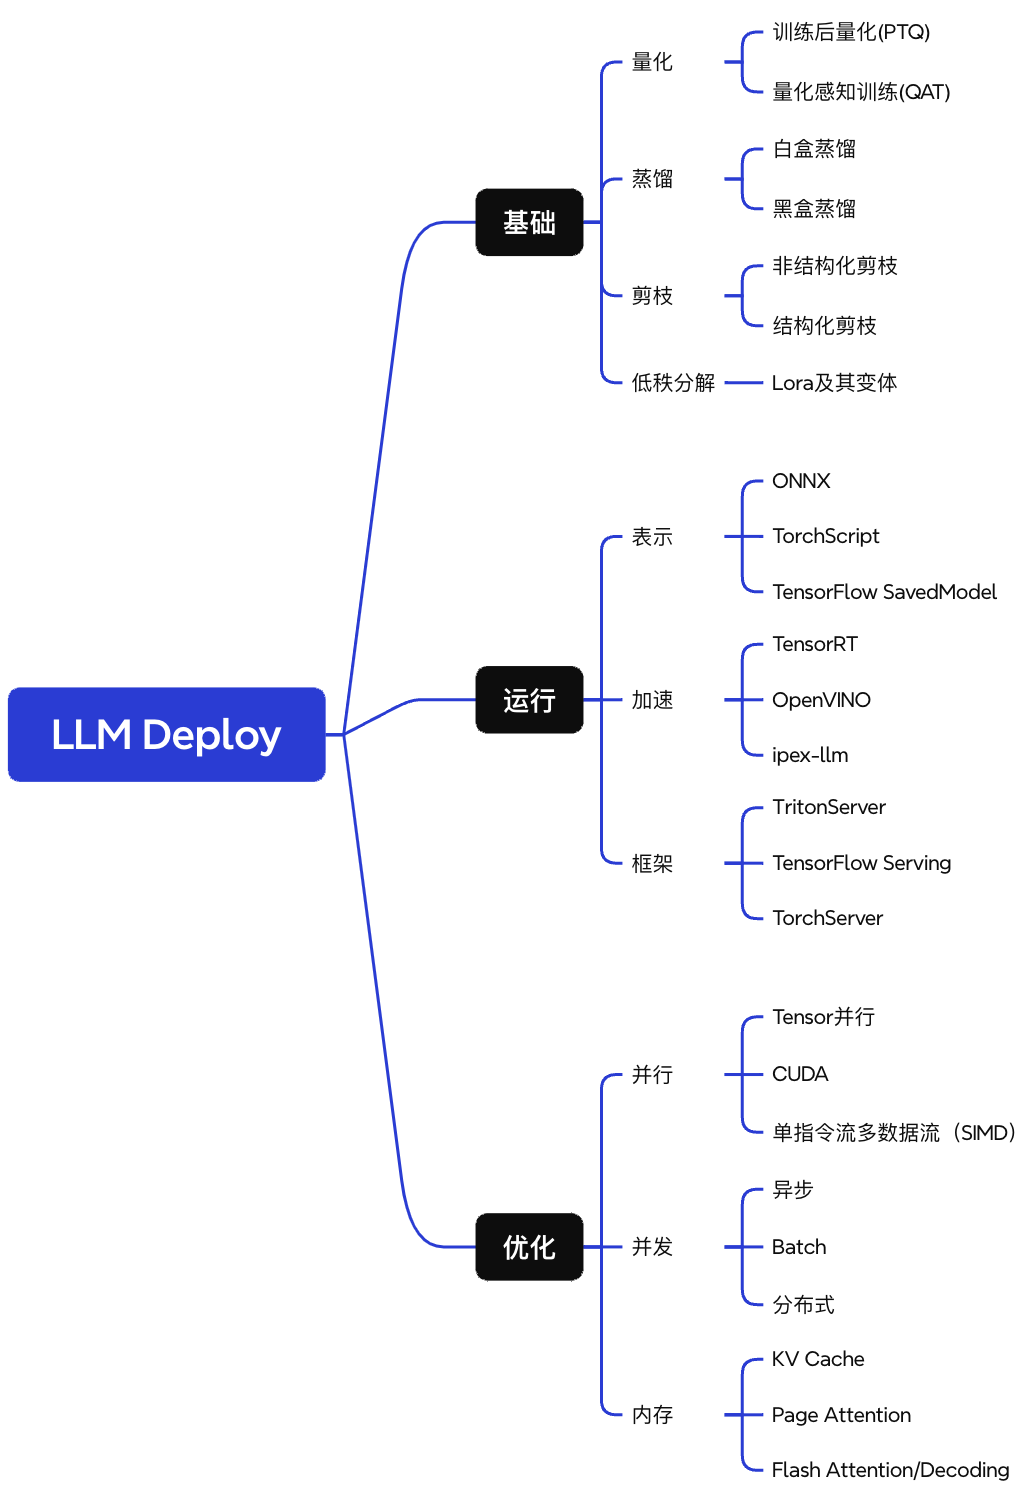 LLM Deploy
基础
量化
训练后量化(PTQ)
量化感知训练(QAT)
蒸馏
白盒蒸馏
黑盒蒸馏
剪枝
非结构化剪枝
结构化剪枝
低秩分解
Lora及其变体
运行
表示
ONNX
TorchScript
TensorFlow SavedModel
加速
TensorRT
OpenVINO
ipex-llm
框架
TritonServer
TensorFlow Serving
TorchServer
优化
并行
Tensor并行
CUDA
单指令流多数据流（SIMD）
并发
异步
Batch
分布式
内存
KV Cache
Page Attention
Flash Attention/Decoding